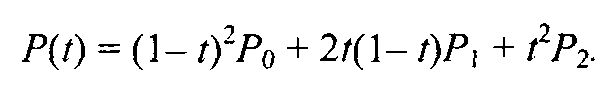 P(t) = (1– t)²P₀ + 2t(1– t)P₁ + t²P₂.